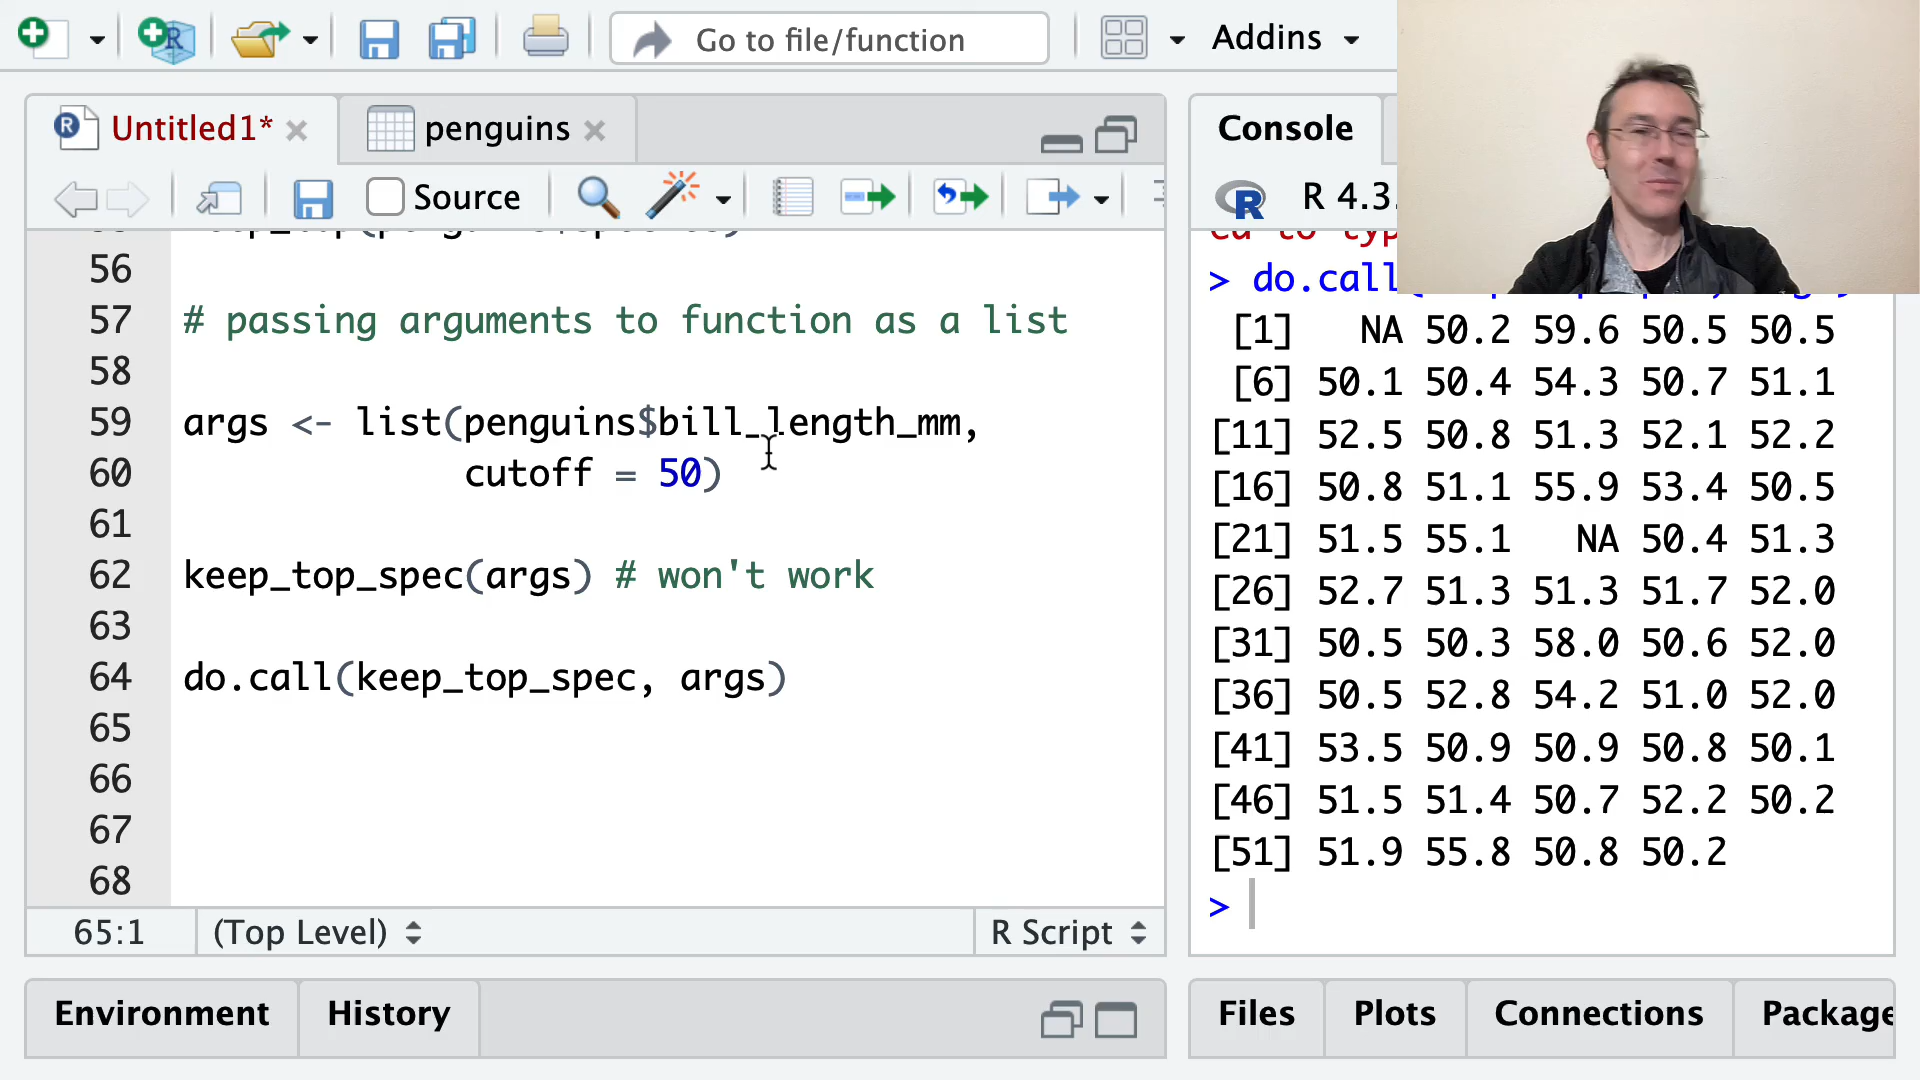 Go to file/function
Addins
Untitled1*
penguins
Source
56
57 # passing arguments to function as a list
58
59 args <- list(penguins$bill_length_mm,
60 cutoff = 50)
61
62 keep_top_spec(args) # won't work
63
64 do.call(keep_top_spec, args)
65
66
67
68
65:1 (Top Level) R Script
Environment History
Console
R 4.3.
> do.call
[1] NA 50.2 59.6 50.5 50.5
[6] 50.1 50.4 54.3 50.7 51.1
[11] 52.5 50.8 51.3 52.1 52.2
[16] 50.8 51.1 55.9 53.4 50.5
[21] 51.5 55.1 NA 50.4 51.3
[26] 52.7 51.3 51.3 51.7 52.0
[31] 50.5 50.3 58.0 50.6 52.0
[36] 50.5 52.8 54.2 51.0 52.0
[41] 53.5 50.9 50.9 50.8 50.1
[46] 51.5 51.4 50.7 52.2 50.2
[51] 51.9 55.8 50.8 50.2
>
Files Plots Connections Package